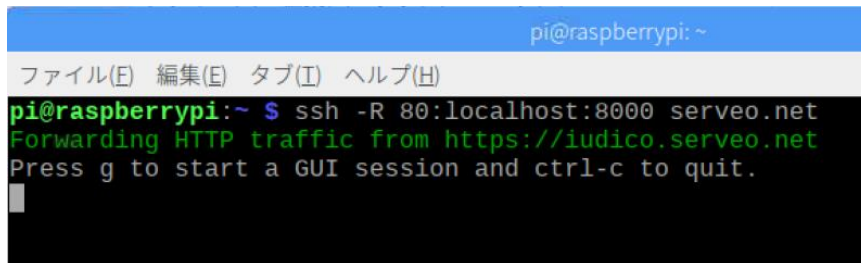 pi@raspberrypi: ~
ファイル(F) 編集(E) タブ(T) ヘルプ(H)
pi@raspberrypi:~ $ ssh -R 80:localhost:8000 serveo.net
Forwarding HTTP traffic from https://iudico.serveo.net
Press g to start a GUI session and ctrl-c to quit.